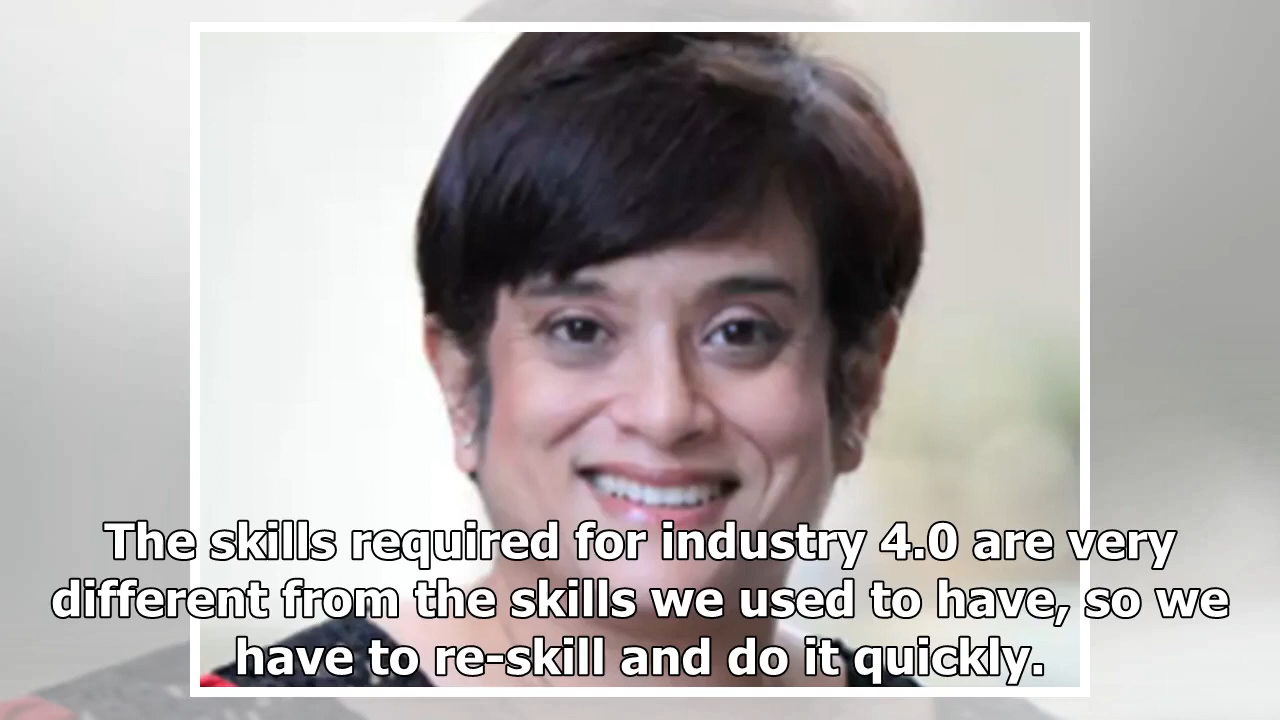 The skills required for industry 4.0 are very
different from the skills we used to have, so we
have to re-skill and do it quickly.